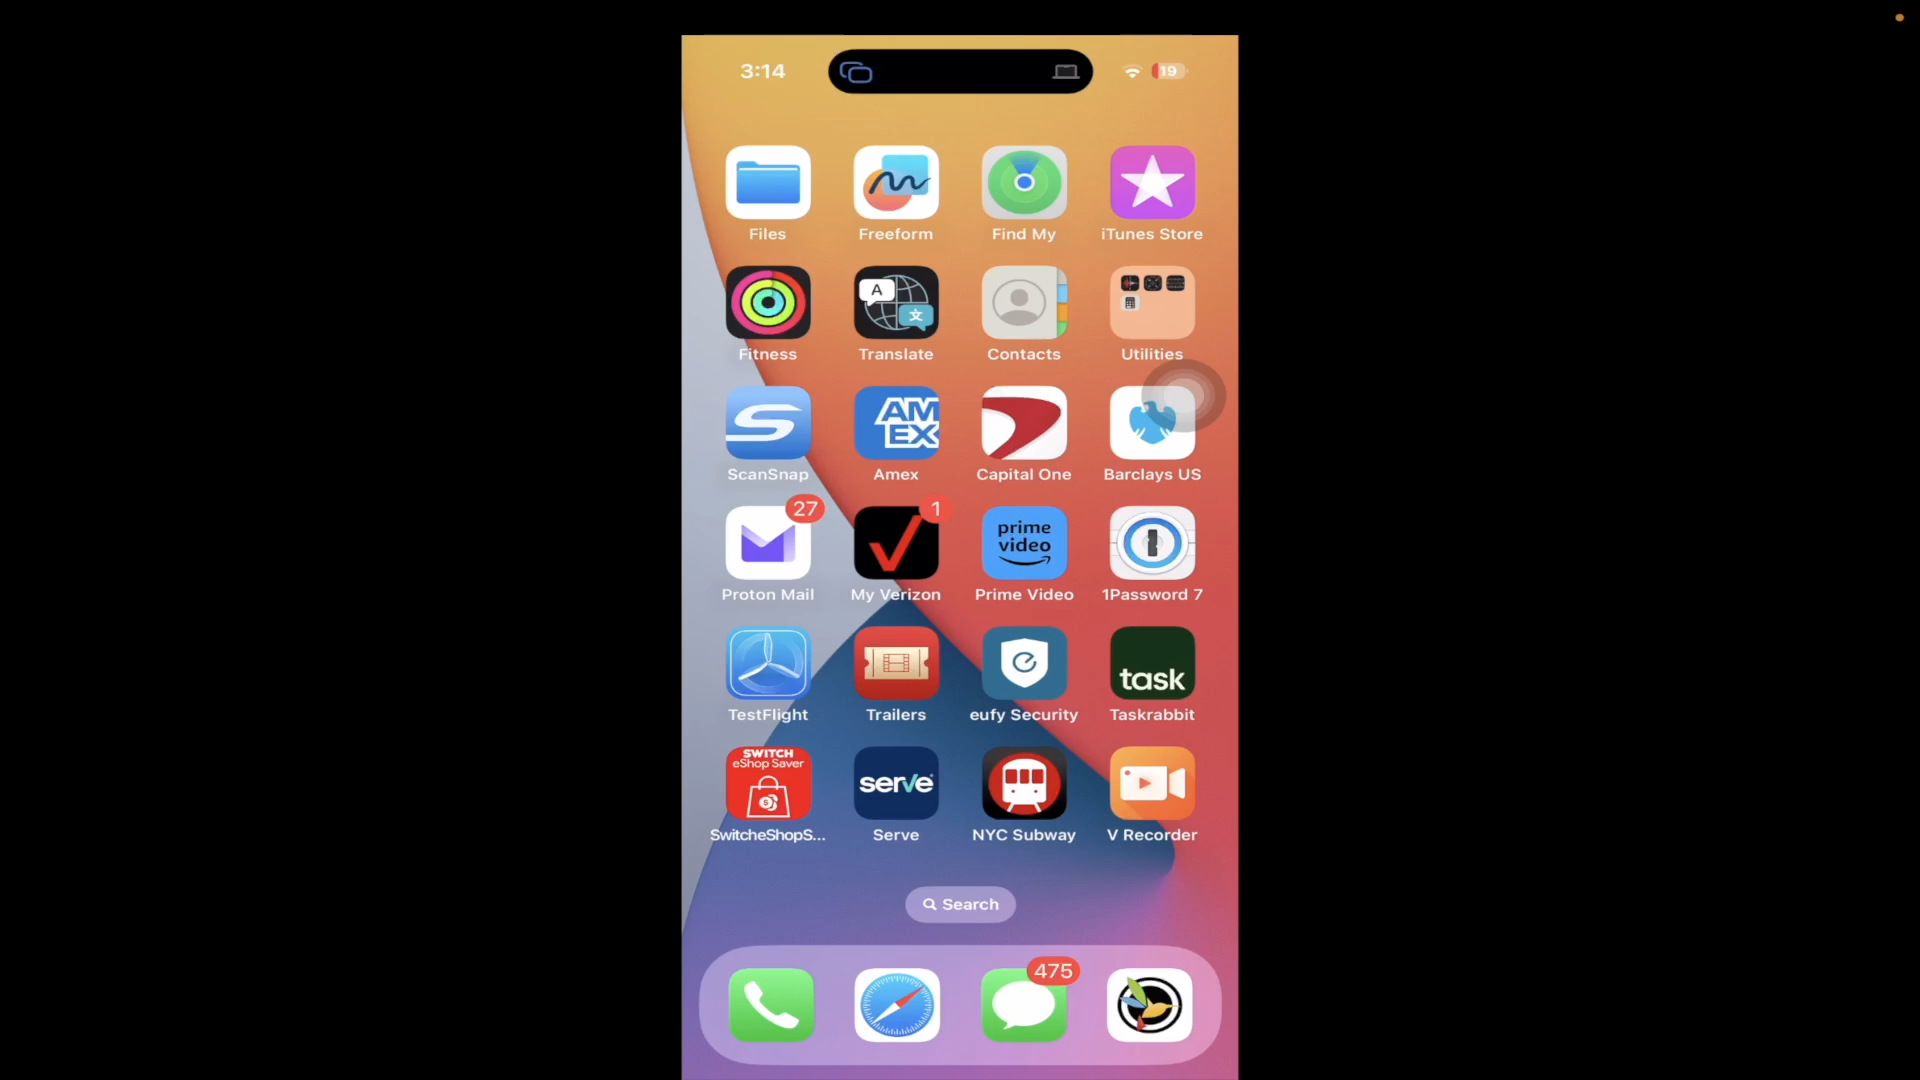 3:14
19
Files Freeform Find My iTunes Store
A 文
Fitness Translate Contacts Utilities
AM
EX
ScanSnap Amex Capital One Barclays US
27 1
prime
video
Proton Mail My Verizon Prime Video 1Password 7
task
TestFlight Trailers eufy Security Taskrabbit
SWITCH
eShop Saver
serve
SwitcheShopS... Serve NYC Subway V Recorder
Search
475